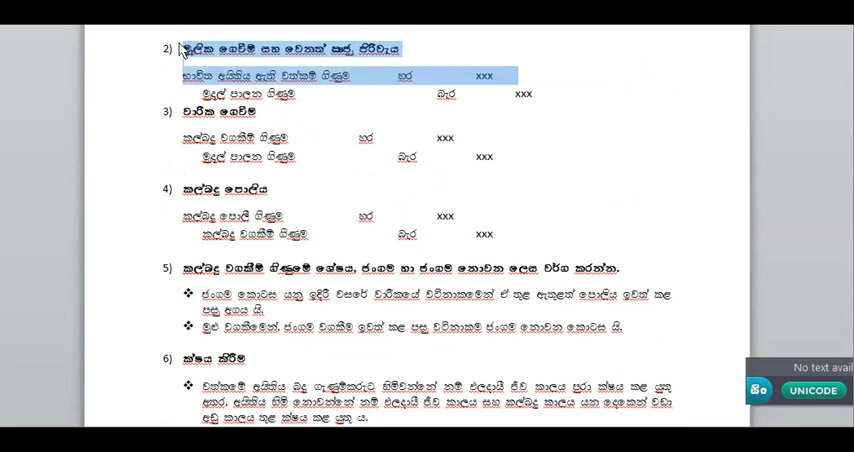 2) මූලික ගෙවීම් සහ වෙනත් ඍජු පිරිවැය
භාවිත අයිතිය ඇති වත්කම් ගිණුම හර xxx
මුදල් පාලන ගිණුම බැර xxx
3) වාරික ගෙවීම
කල්බදු වගකීම් ගිණුම හර xxx
මුදල් පාලන ගිණුම බැර xxx
4) කල්බදු පොලිය
කල්බදු පොලී ගිණුම හර xxx
කල්බදු වගකීම් ගිණුම බැර xxx
5) කල්බදු වගකීම් ගිණුමේ ශේෂය, ජංගම හා ජංගම නොවන ලෙස වර්ග කරන්න.
❖ ජංගම කොටස යනු ඉදිරි වසරේ වාරිකයේ වටිනාකමෙන් ඒ තුළ ඇතුළත් පොලිය ඉවත් කළ
පසු අගය යි.
❖ මුළු වගකීමෙන්, ජංගම වගකීම ඉවත් කළ පසු වටිනාකම ජංගම නොවන කොටස යි.
6) ක්ෂය කිරීම
❖ වත්කමේ අයිතිය බදු ගැණුම්කරුට හිමිවන්නේ නම් ඵලදායී ජීව කාලය පුරා ක්ෂය කළ යුතු
අතර, අයිතිය හිමි නොවන්නේ නම් ඵලදායී ජීව කාලය සහ කල්බදු කාලය යන දෙකෙන් වඩා
අඩු කාලය තුළ ක්ෂය කළ යුතු ය.
No text avail
සිං UNICODE